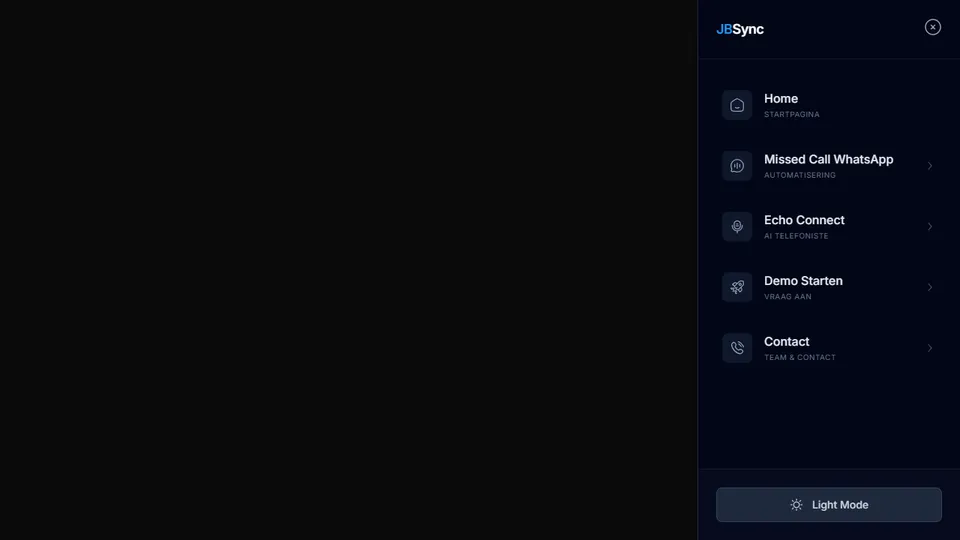 JBSync
Home
STARTPAGINA
Missed Call WhatsApp
AUTOMATISERING
Echo Connect
AI TELEFONISTE
Demo Starten
VRAAG AAN
Contact
TEAM & CONTACT
Light Mode